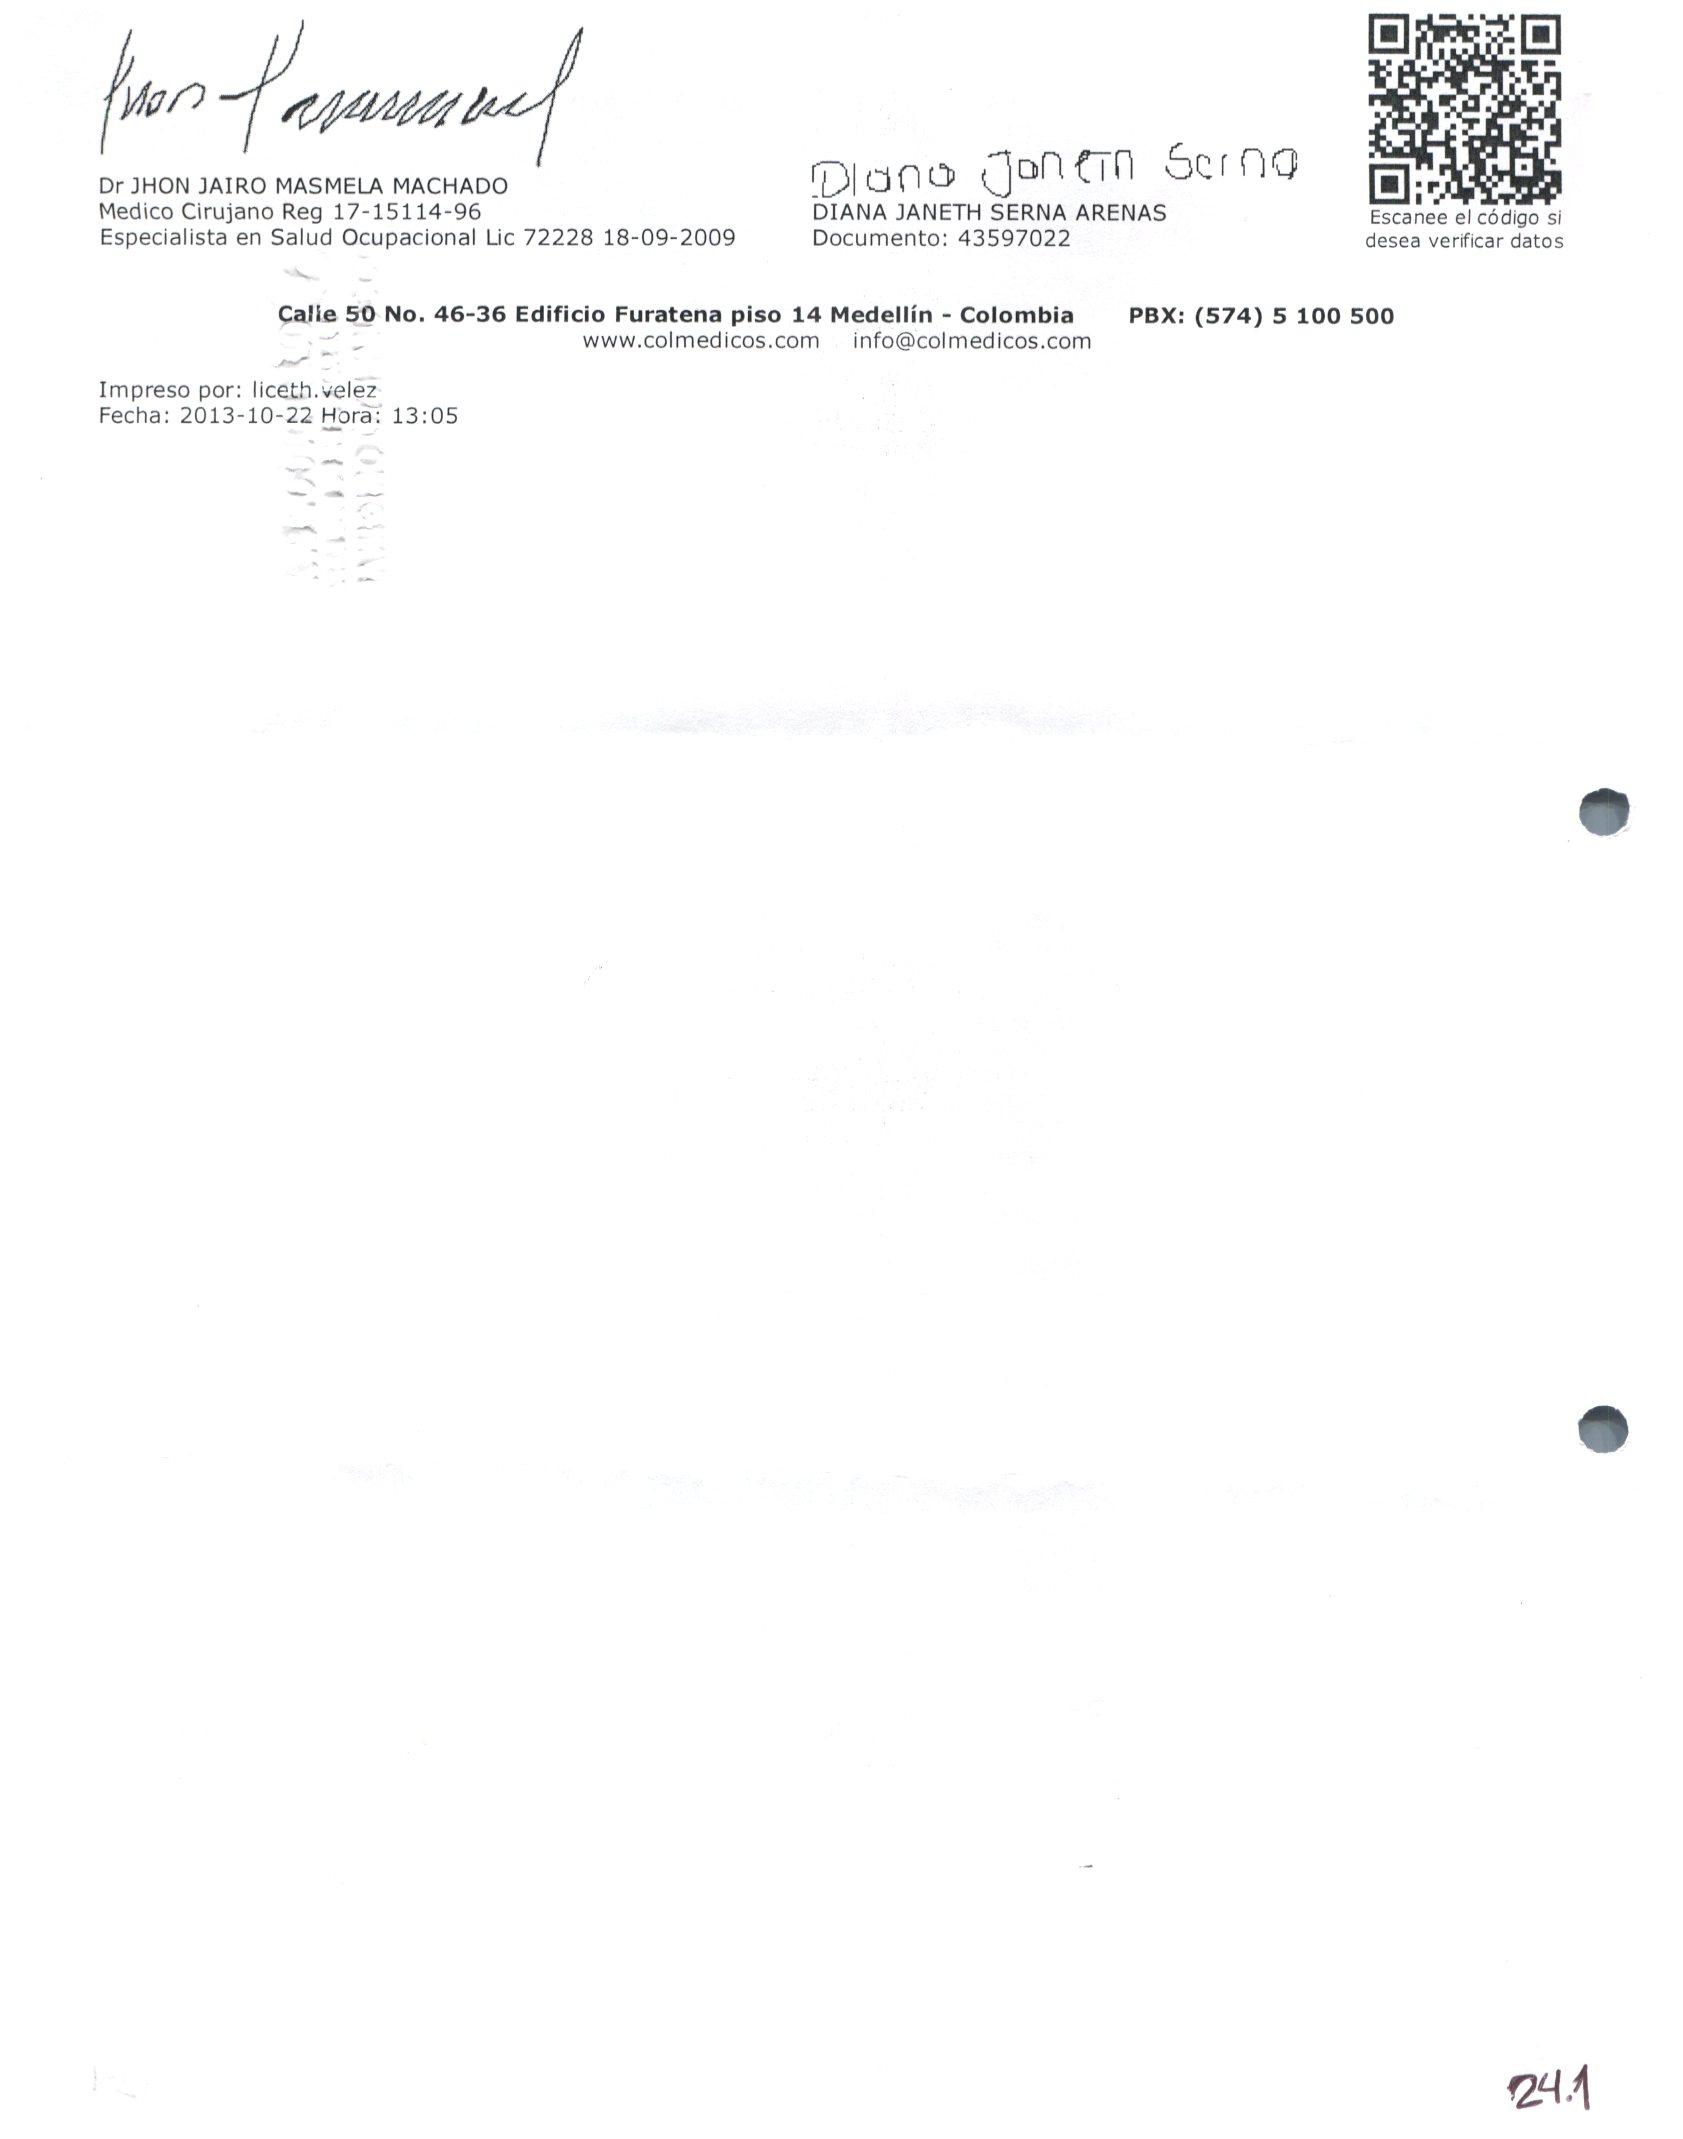 Diana Janeth Serna
Dr JHON JAIRO MASMELA MACHADO
Medico Cirujano Reg 17-15114-96
Especialista en Salud Ocupacional Lic 72228 18-09-2009
DIANA JANETH SERNA ARENAS
Documento: 43597022
Escanee el código si
desea verificar datos
Calle 50 No. 46-36 Edificio Furatena piso 14 Medellín - Colombia PBX: (574) 5 100 500
www.colmedicos.com info@colmedicos.com
Impreso por: liceth.velez
Fecha: 2013-10-22 Hora: 13:05
24.1